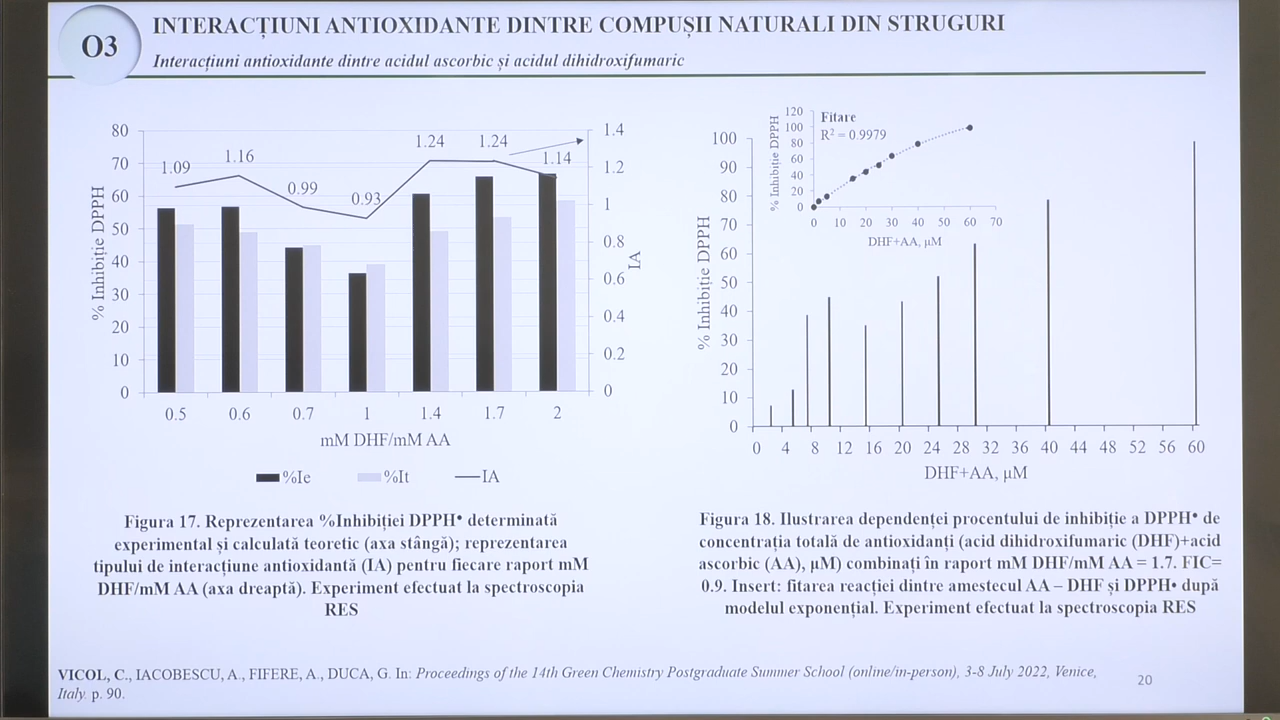 O3
INTERACȚIUNI ANTIOXIDANTE DINTRE COMPUȘII NATURALI DIN STRUGURI
Interacțiuni antioxidante dintre acidul ascorbic și acidul dihidroxifumaric
% Inhibiție DPPH
80
70
60
50
40
30
20
10
0
1.09
1.16
0.99
0.93
1.24
1.24
1.14
1.4
1.2
1
0.8
0.6
0.4
0.2
0
IA
0.5 0.6 0.7 1 1.4 1.7 2
mM DHF/mM AA
%Ie %It IA
Figura 17. Reprezentarea %Inhibiției DPPH• determinată
experimental și calculată teoretic (axa stângă); reprezentarea
tipului de interacțiune antioxidantă (IA) pentru fiecare raport mM
DHF/mM AA (axa dreaptă). Experiment efectuat la spectroscopia
RES
% Inhibiție DPPH
100
90
80
70
60
50
40
30
20
10
0
0 4 8 12 16 20 24 28 32 36 40 44 48 52 56 60
DHF+AA, μM
% Inhibiție DPPH
120
100
80
60
40
20
0
Fitare
R² = 0.9979
0 10 20 30 40 50 60 70
DHF+AA, μM
Figura 18. Ilustrarea dependenței procentului de inhibiție a DPPH• de
concentrația totală de antioxidanți (acid dihidroxifumaric (DHF)+acid
ascorbic (AA), μM) combinați în raport mM DHF/mM AA = 1.7. FIC=
0.9. Insert: fitarea reacției dintre amestecul AA – DHF și DPPH• după
modelul exponențial. Experiment efectuat la spectroscopia RES
VICOL, C., IACOBESCU, A., FIFERE, A., DUCA, G. In: Proceedings of the 14th Green Chemistry Postgraduate Summer School (online/in-person), 3-8 July 2022, Venice,
Italy. p. 90.
20